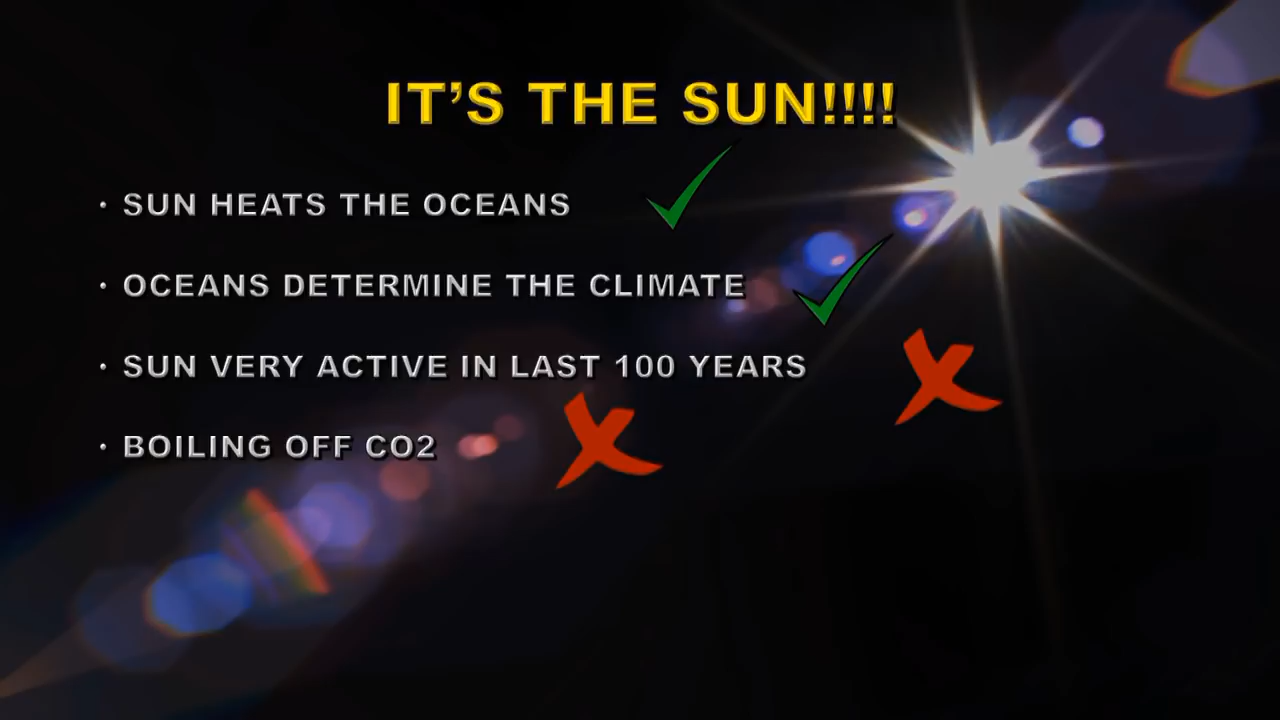 IT’S THE SUN!!!!
· SUN HEATS THE OCEANS
· OCEANS DETERMINE THE CLIMATE
· SUN VERY ACTIVE IN LAST 100 YEARS
· BOILING OFF CO2